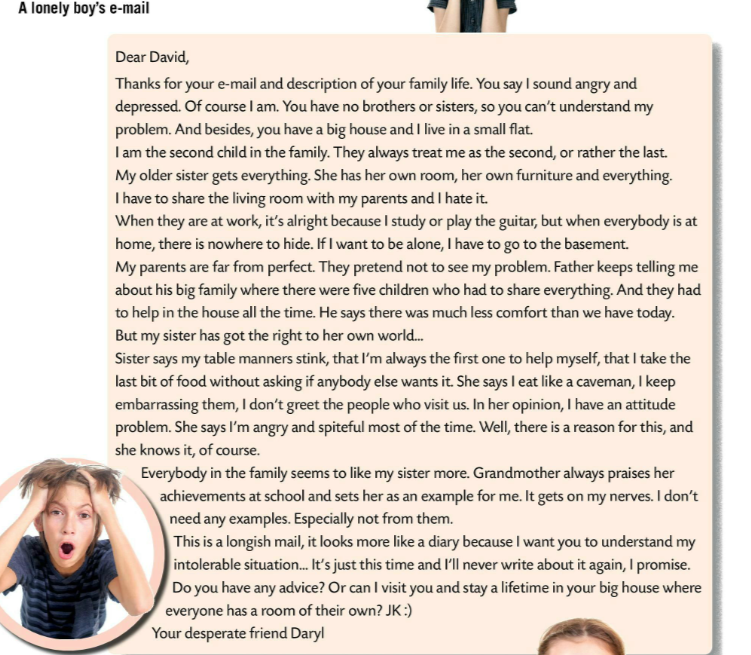 A lonely boy's e-mail
Dear David,
Thanks for your e-mail and description of your family life. You say I sound angry and
depressed. Of course I am. You have no brothers or sisters, so you can't understand my
problem. And besides, you have a big house and I live in a small flat.
I am the second child in the family. They always treat me as the second, or rather the last.
My older sister gets everything. She has her own room, her own furniture and everything.
I have to share the living room with my parents and I hate it.
When they are at work, it's alright because I study or play the guitar, but when everybody is at
home, there is nowhere to hide. If I want to be alone, I have to go to the basement.
My parents are far from perfect. They pretend not to see my problem. Father keeps telling me
about his big family where there were five children who had to share everything. And they had
to help in the house all the time. He says there was much less comfort than we have today.
But my sister has got the right to her own world...
Sister says my table manners stink, that I'm always the first one to help myself, that I take the
last bit of food without asking if anybody else wants it. She says I eat like a caveman, I keep
embarrassing them, I don't greet the people who visit us. In her opinion, I have an attitude
problem. She says I'm angry and spiteful most of the time. Well, there is a reason for this, and
she knows it, of course.
Everybody in the family seems to like my sister more. Grandmother always praises her
achievements at school and sets her as an example for me. It gets on my nerves. I don't
need any examples. Especially not from them.
This is a longish mail, it looks more like a diary because I want you to understand my
intolerable situation... It's just this time and I'll never write about it again, I promise.
Do you have any advice? Or can I visit you and stay a lifetime in your big house where
everyone has a room of their own? JK :)
Your desperate friend Daryl